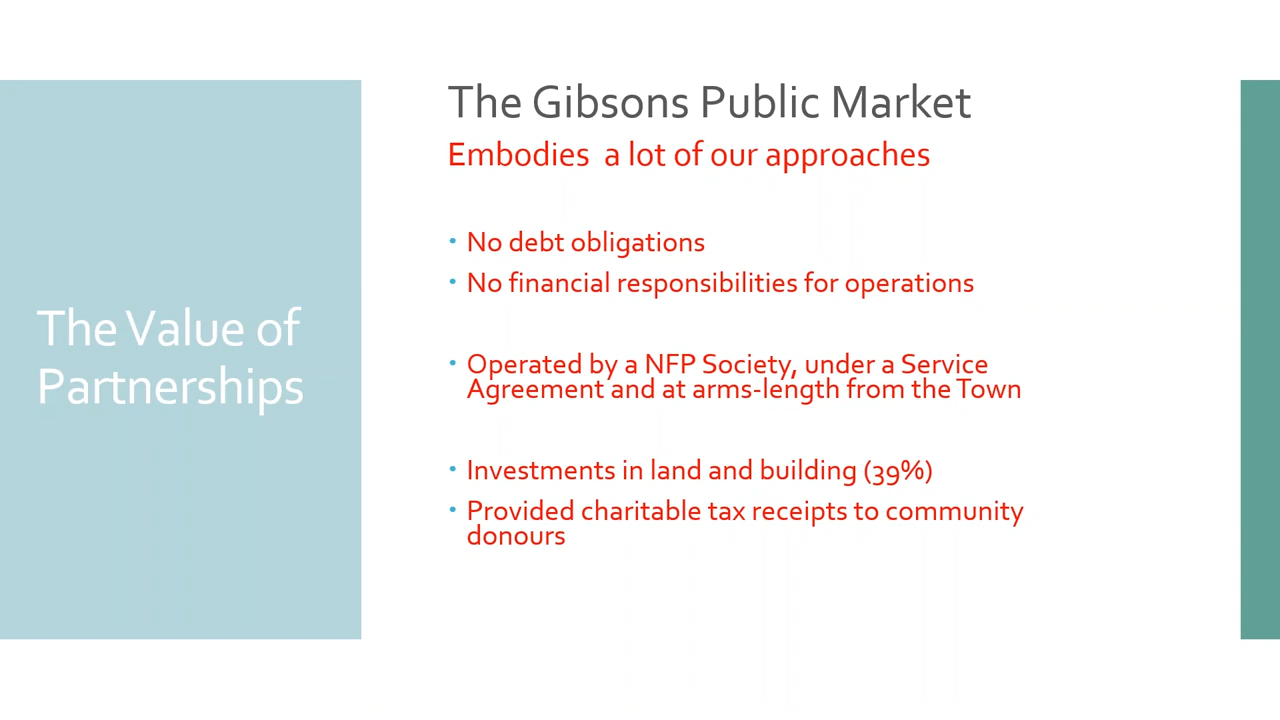 The Value of
Partnerships
The Gibsons Public Market
Embodies a lot of our approaches
• No debt obligations
• No financial responsibilities for operations
• Operated by a NFP Society, under a Service
Agreement and at arms-length from the Town
• Investments in land and building (39%)
• Provided charitable tax receipts to community
donours